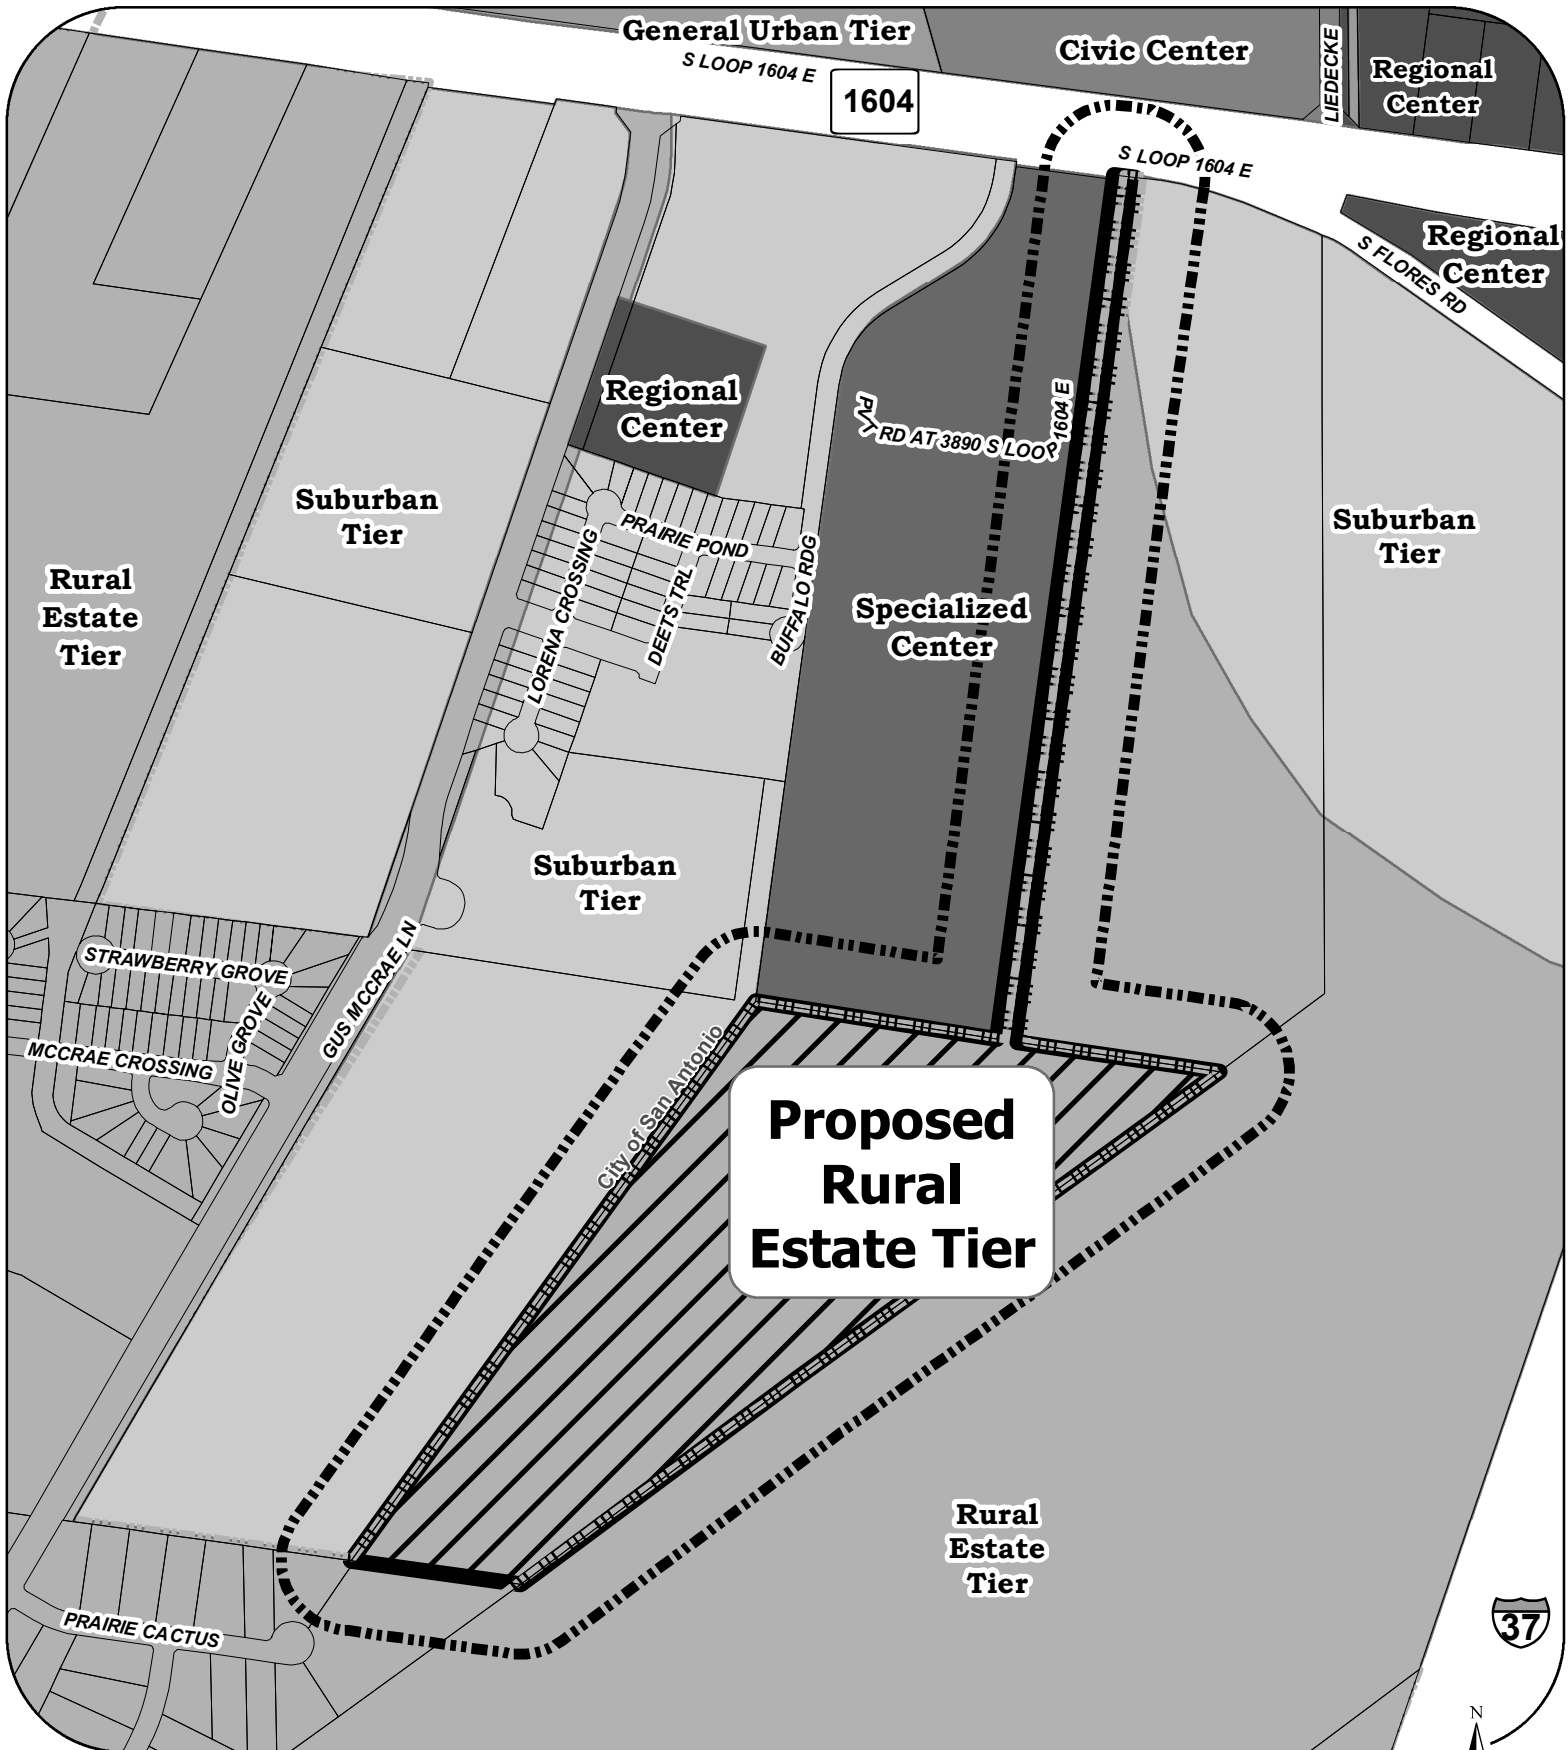 General Urban Tier
Civic Center
LIEDECKE
Regional
Center
S LOOP 1604 E
1604
S LOOP 1604 E
Regional
Center
S FLORES RD
Regional
Center
PVT RD AT 3890 S LOOP 1604 E
Suburban
Tier
Suburban
Tier
PRAIRIE POND
LORENA CROSSING
DEETS TRL
BUFFALO RDG
Rural
Estate
Tier
Specialized
Center
Suburban
Tier
STRAWBERRY GROVE
OLIVE GROVE
GUS MCCRAE LN
MCCRAE CROSSING
City of San Antonio
Proposed
Rural
Estate Tier
Rural
Estate
Tier
PRAIRIE CACTUS
37
N